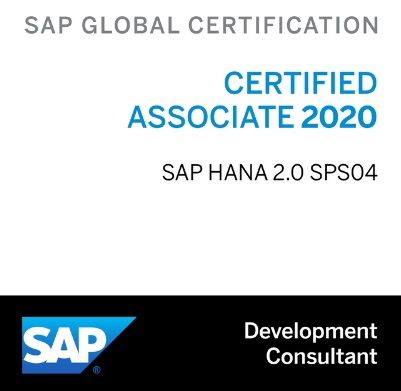 SAP GLOBAL CERTIFICATION
CERTIFIED
ASSOCIATE 2020
SAP HANA 2.0 SPS04
SAP®
Development
Consultant